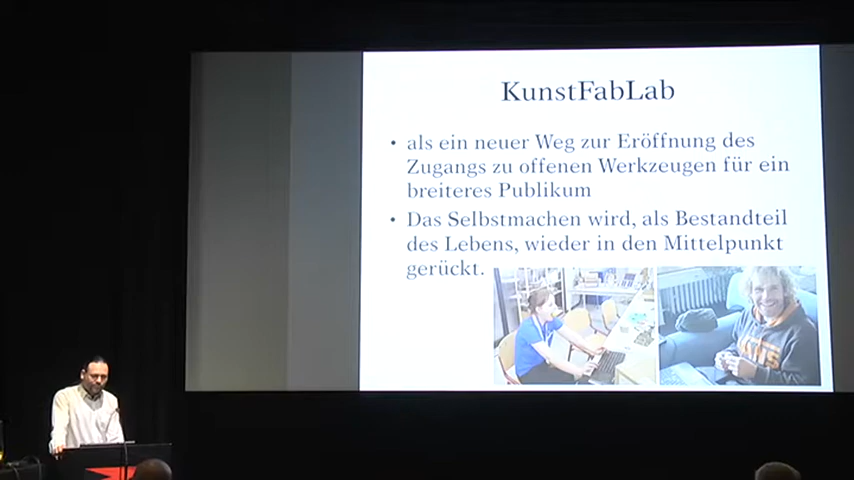 KunstFabLab
• als ein neuer Weg zur Eröffnung des
Zugangs zu offenen Werkzeugen für ein
breiteres Publikum
• Das Selbstmachen wird, als Bestandteil
des Lebens, wieder in den Mittelpunkt
gerückt.